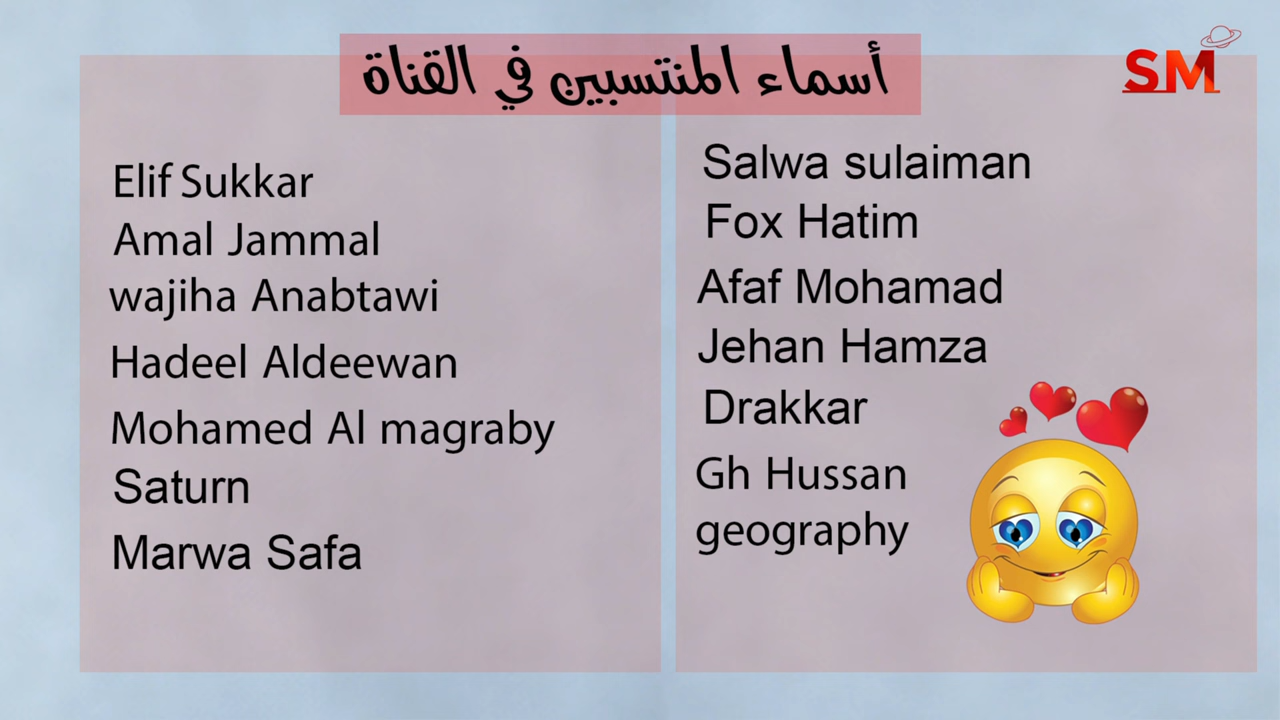 أسماء المنتسبين في القناة
SM
Elif Sukkar
Amal Jammal
wajiha Anabtawi
Hadeel Aldeewan
Mohamed Al magraby
Saturn
Marwa Safa
Salwa sulaiman
Fox Hatim
Afaf Mohamad
Jehan Hamza
Drakkar
Gh Hussan
geography